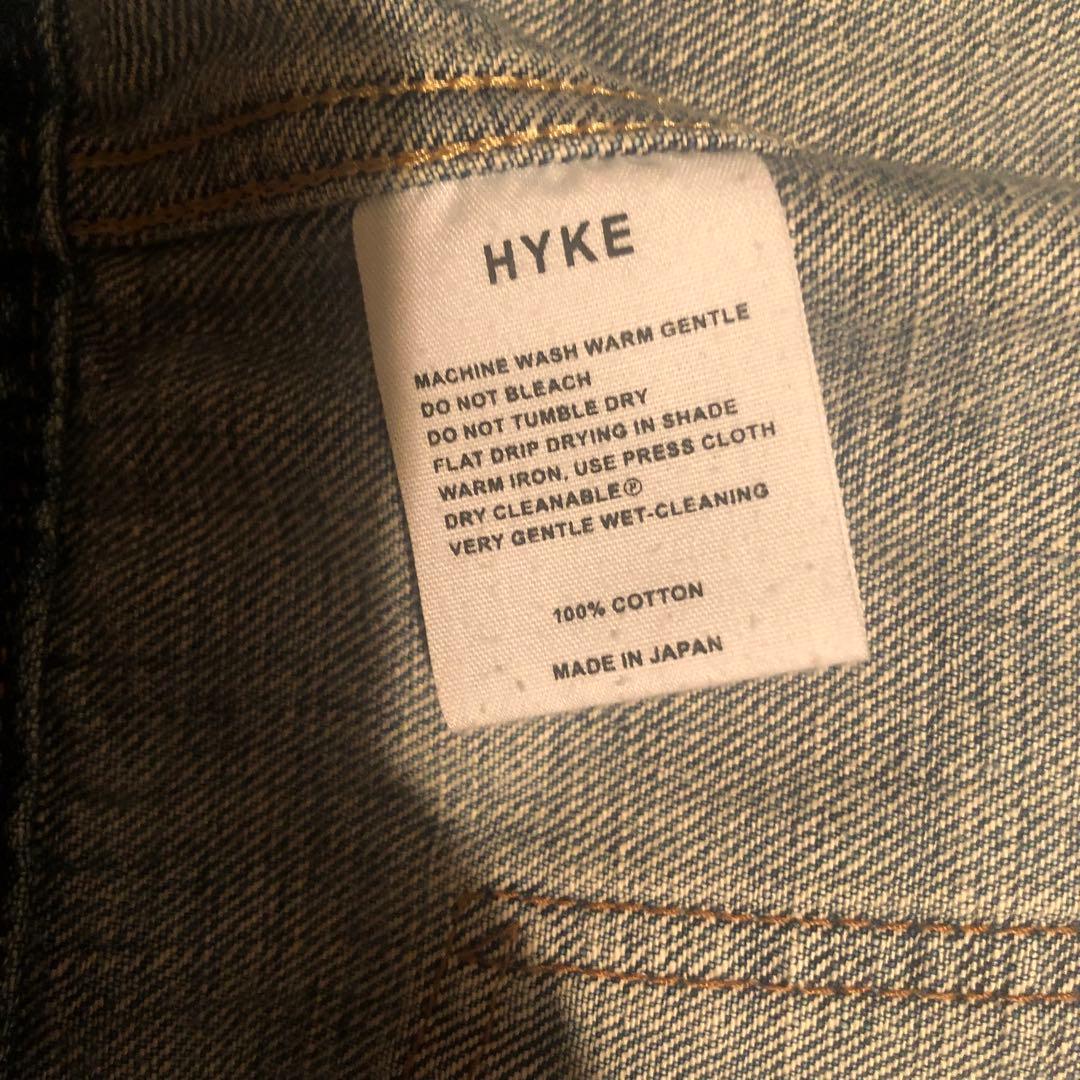 HYKE
MACHINE WASH WARM GENTLE
DO NOT BLEACH
DO NOT TUMBLE DRY
FLAT DRIP DRYING IN SHADE
WARM IRON, USE PRESS CLOTH
DRY CLEANABLEⓅ
VERY GENTLE WET-CLEANING
100% COTTON
MADE IN JAPAN